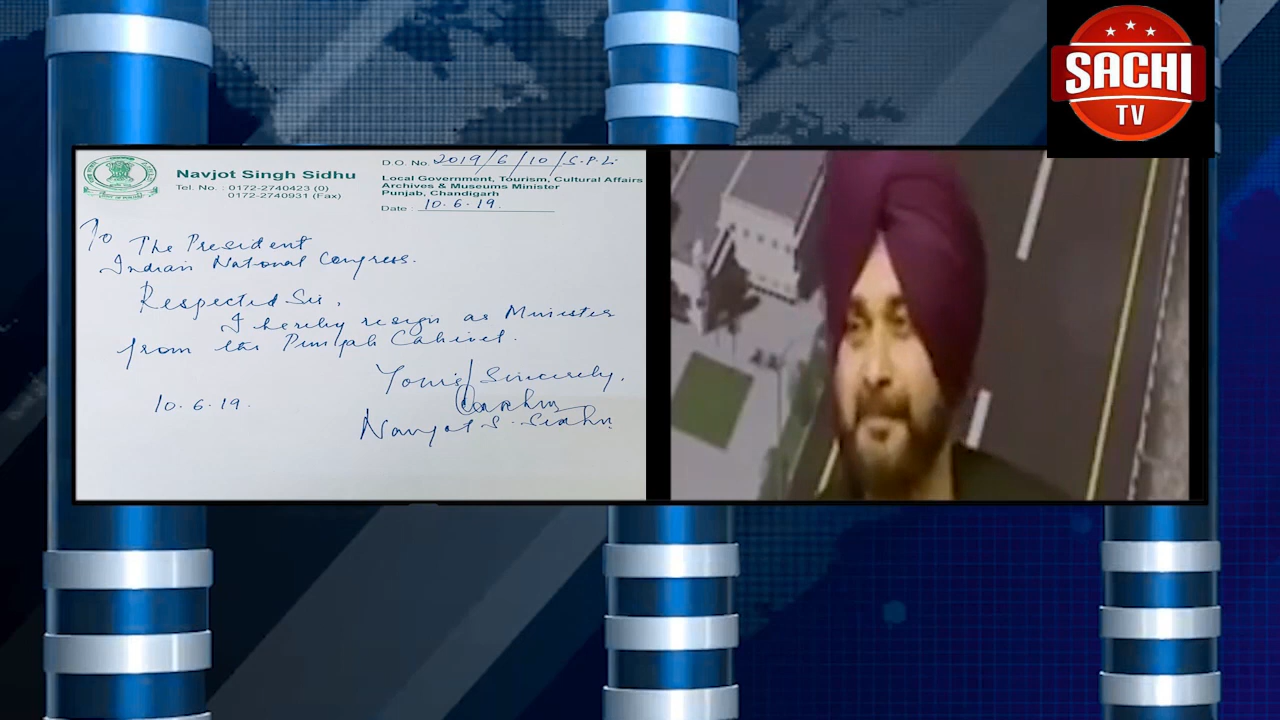 SACHI
TV
Navjot Singh Sidhu
Tel. No. : 0172-2740423 (0)
0172-2740931 (Fax)
D.O. No. 2019/6/10/S.P.L.
Local Government, Tourism, Cultural Affairs
Archives & Museums Minister
Punjab, Chandigarh
Date : 10.6.19.
To The President
Indian National Congress.
Respected Sir,
I hereby resign as Minister
from the Punjab Cabinet.
Yours Sincerely,
10.6.19.
Navjot S. Sidhu